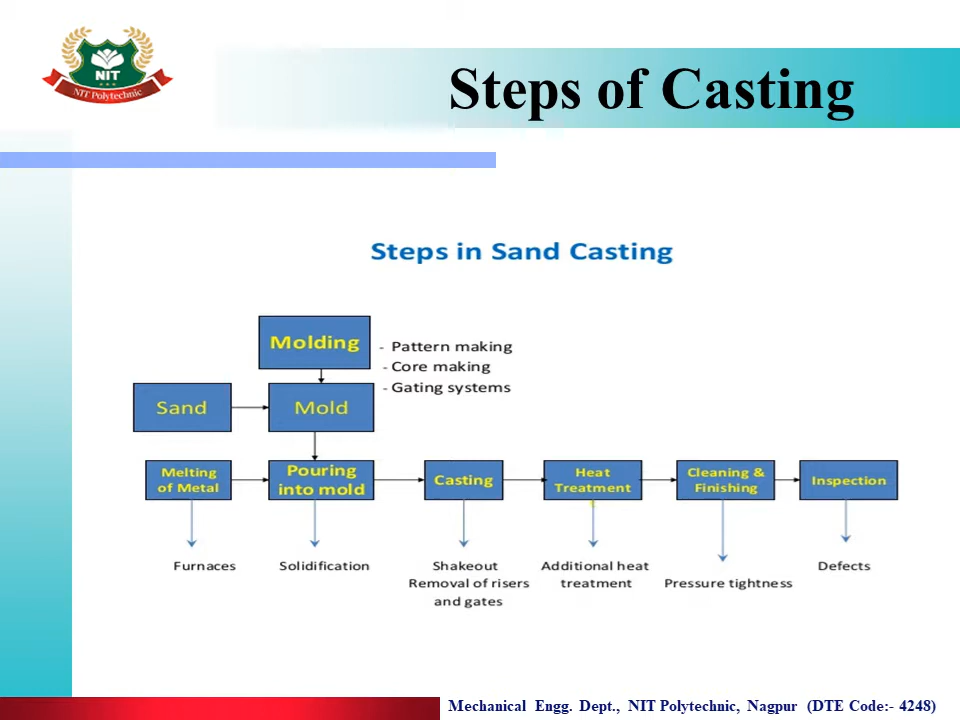 NIT
NIT Polytechnic
Steps of Casting
Steps in Sand Casting
Molding
- Pattern making
- Core making
- Gating systems
Sand
Mold
Melting
of Metal
Pouring
into mold
Casting
Heat
Treatment
Cleaning &
Finishing
Inspection
Furnaces
Solidification
Shakeout
Removal of risers
and gates
Additional heat
treatment
Pressure tightness
Defects
Mechanical Engg. Dept., NIT Polytechnic, Nagpur (DTE Code:- 4248)